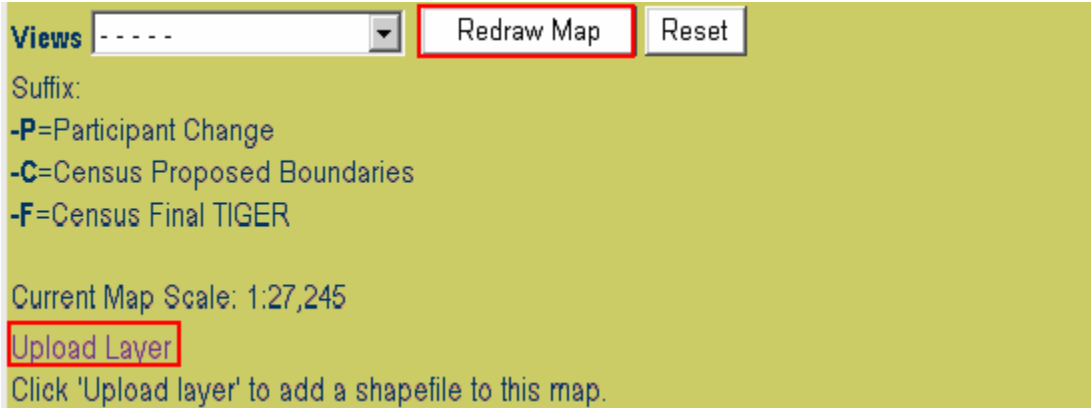 Views - - - - - Redraw Map Reset
Suffix:
-P=Participant Change
-C=Census Proposed Boundaries
-F=Census Final TIGER
Current Map Scale: 1:27,245
Upload Layer
Click 'Upload layer' to add a shapefile to this map.